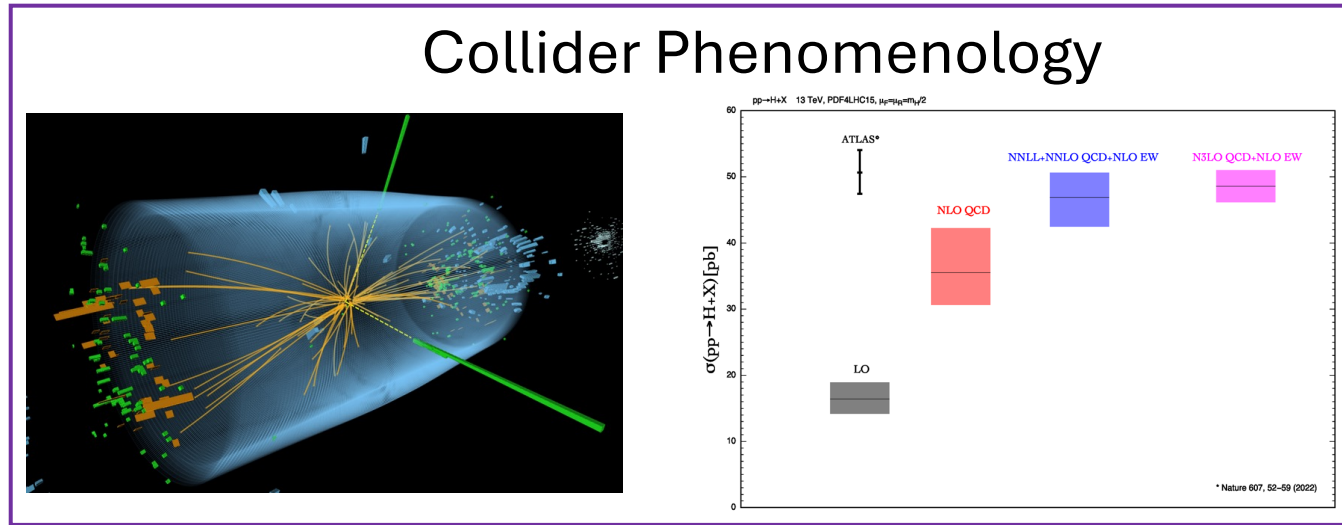 Collider Phenomenology
pp→H+X 13 TeV, PDF4LHC15, μF=μR=mH/2
60
ATLAS*
NNLL+NNLO QCD+NLO EW
N3LO QCD+NLO EW
50
NLO QCD
40
σ(pp→H+X)[pb]
30
LO
20
10
* Nature 607, 52–59 (2022)
0